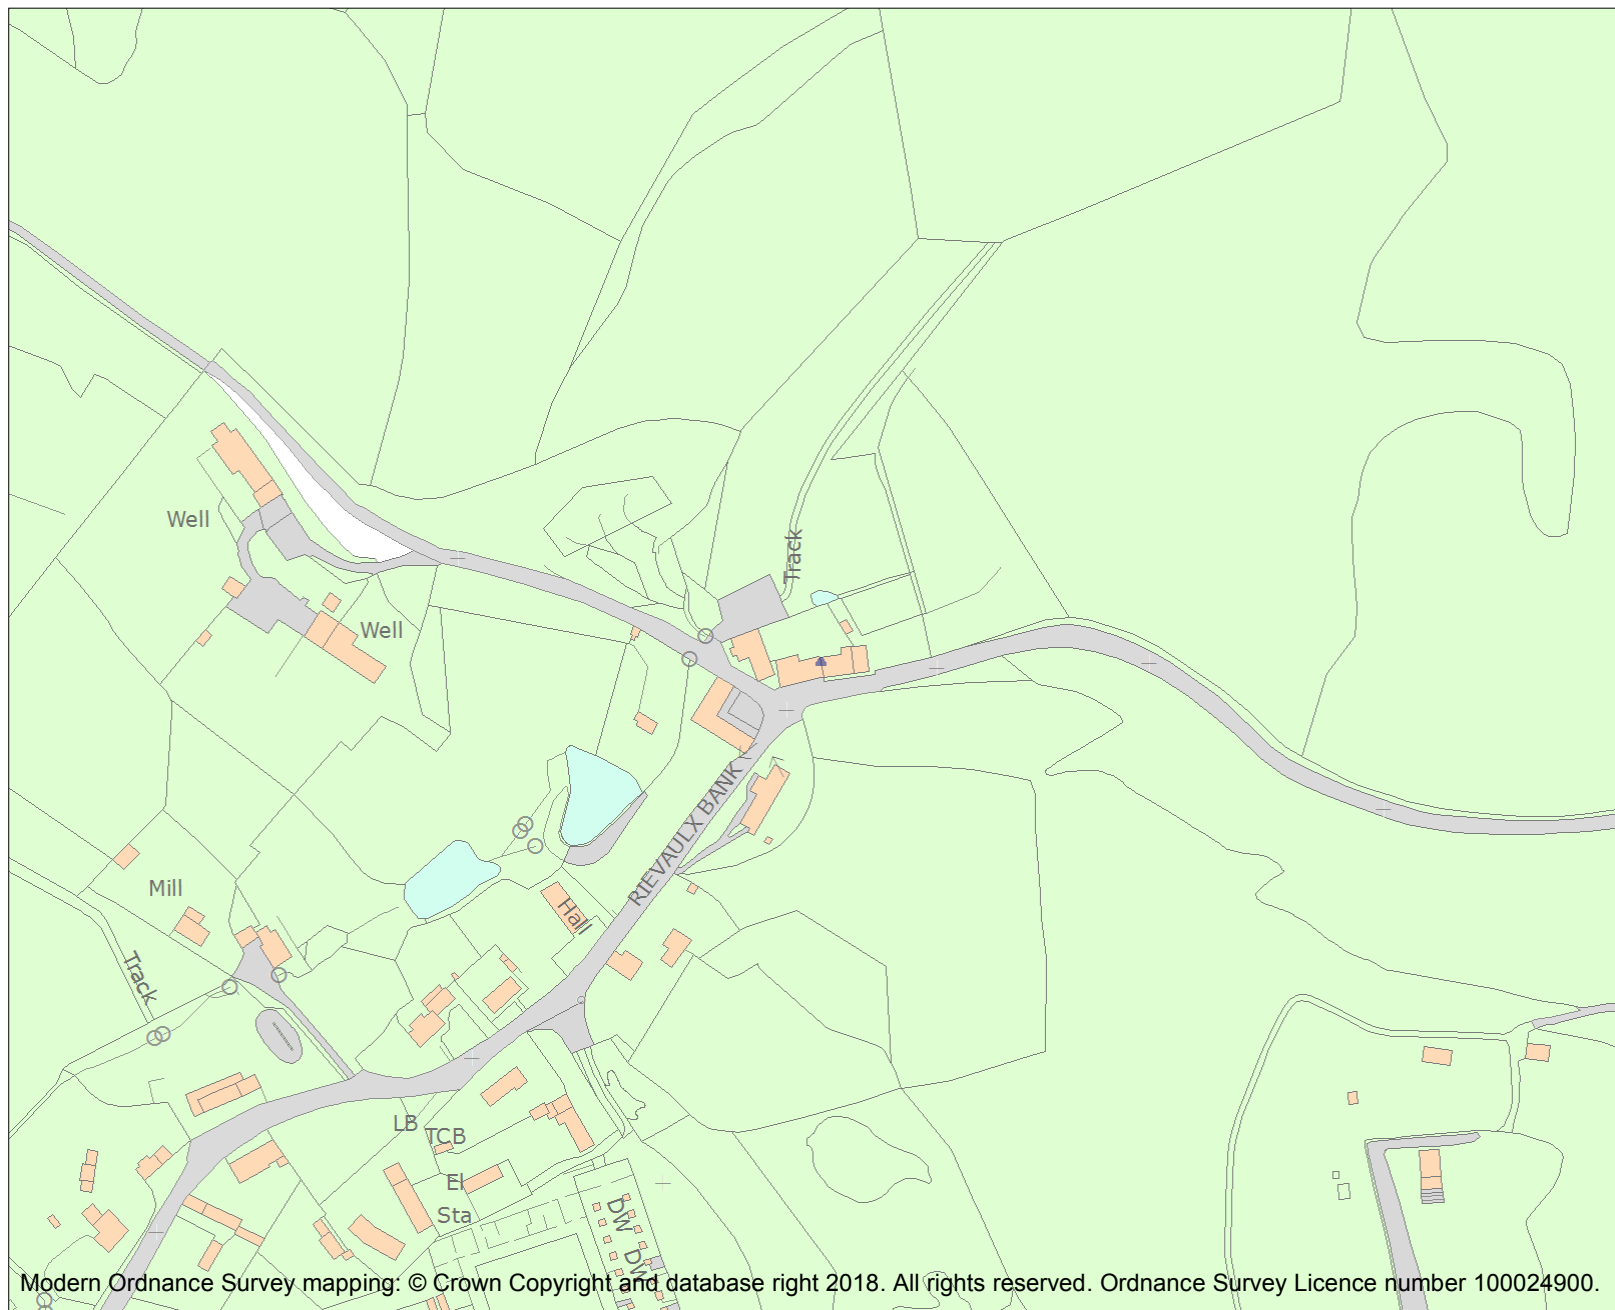 Well
Track
Well
RIEVAULX BANK
Mill
Hall
Track
LB
TCB
El
Sta
DW
DW
Modern Ordnance Survey mapping: © Crown Copyright and database right 2018. All rights reserved. Ordnance Survey Licence number 100024900.